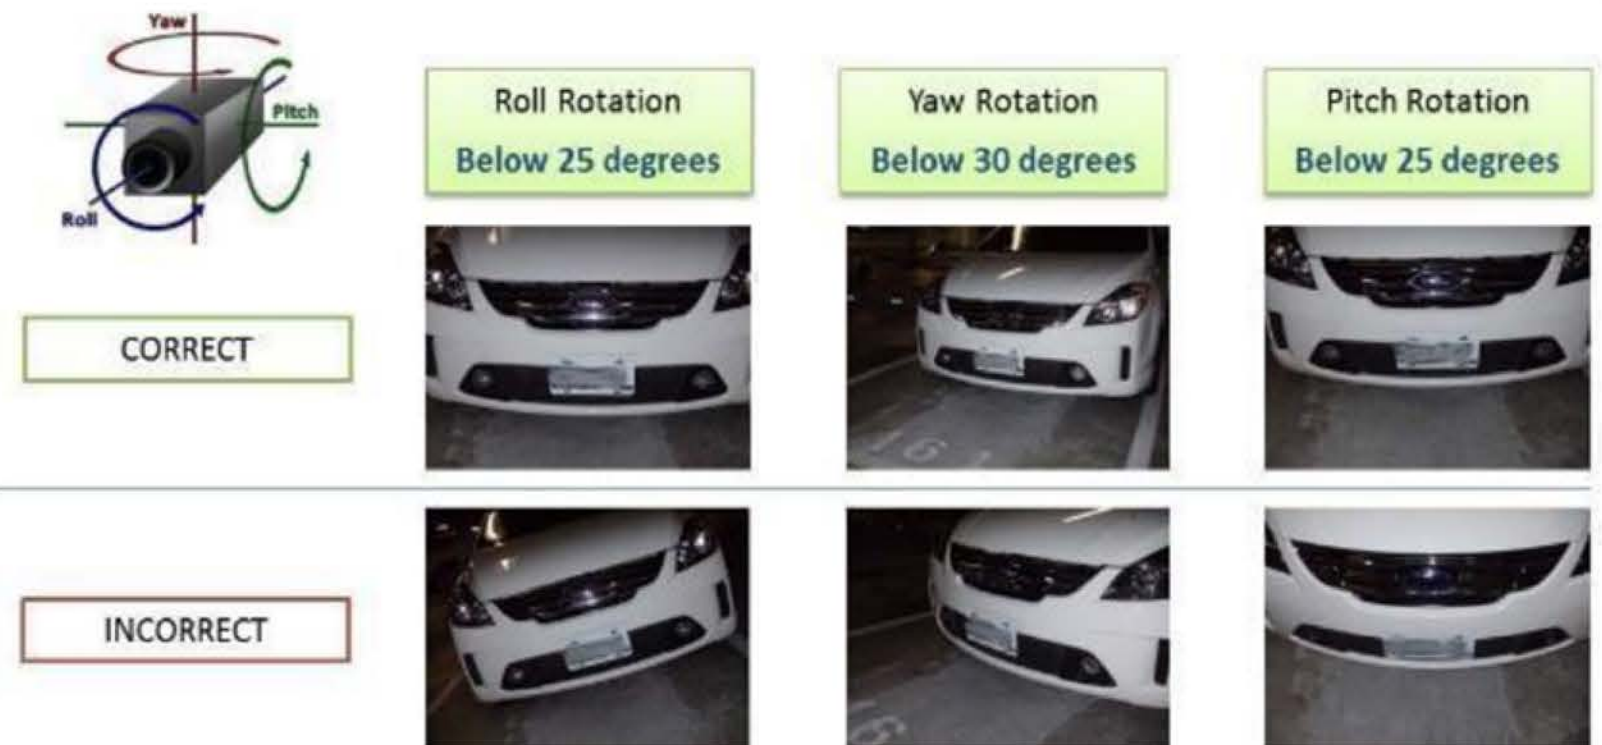 Yaw
Pitch
Roll
Roll Rotation
Below 25 degrees
Yaw Rotation
Below 30 degrees
Pitch Rotation
Below 25 degrees
CORRECT
161
INCORRECT